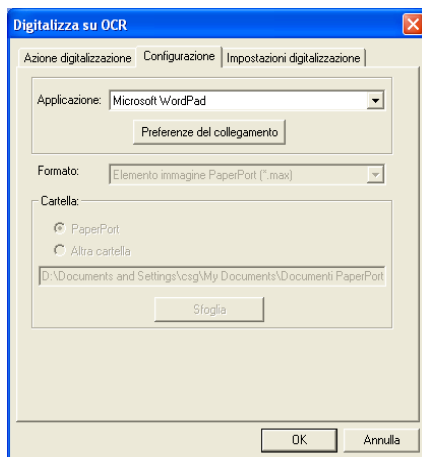 Digitalizza su OCR
Azione digitalizzazione Configurazione Impostazioni digitalizzazione
Applicazione: Microsoft WordPad
Preferenze del collegamento
Formato: Elemento immagine PaperPort (*.max)
Cartella:
PaperPort
Altra cartella
D:\Documents and Settings\csg\My Documents\Documenti PaperPort
Sfoglia
OK Annulla